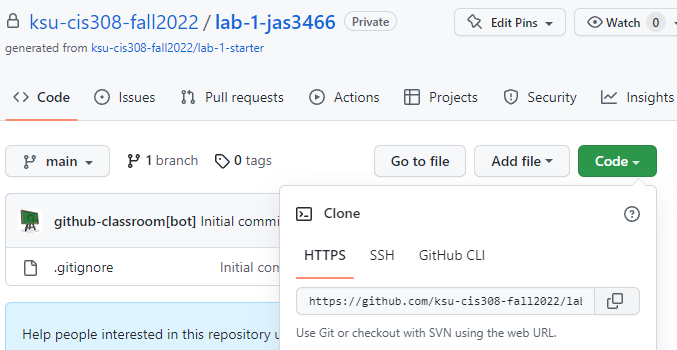 ksu-cis308-fall2022 / lab-1-jas3466 Private Edit Pins Watch 0
generated from ksu-cis308-fall2022/lab-1-starter
Code Issues Pull requests Actions Projects Security Insights
main 1 branch 0 tags Go to file Add file Code
github-classroom[bot] Initial commi
Clone
.gitignore Initial com
HTTPS SSH GitHub CLI
https://github.com/ksu-cis308-fall2022/lab
Use Git or checkout with SVN using the web URL.
Help people interested in this repository u